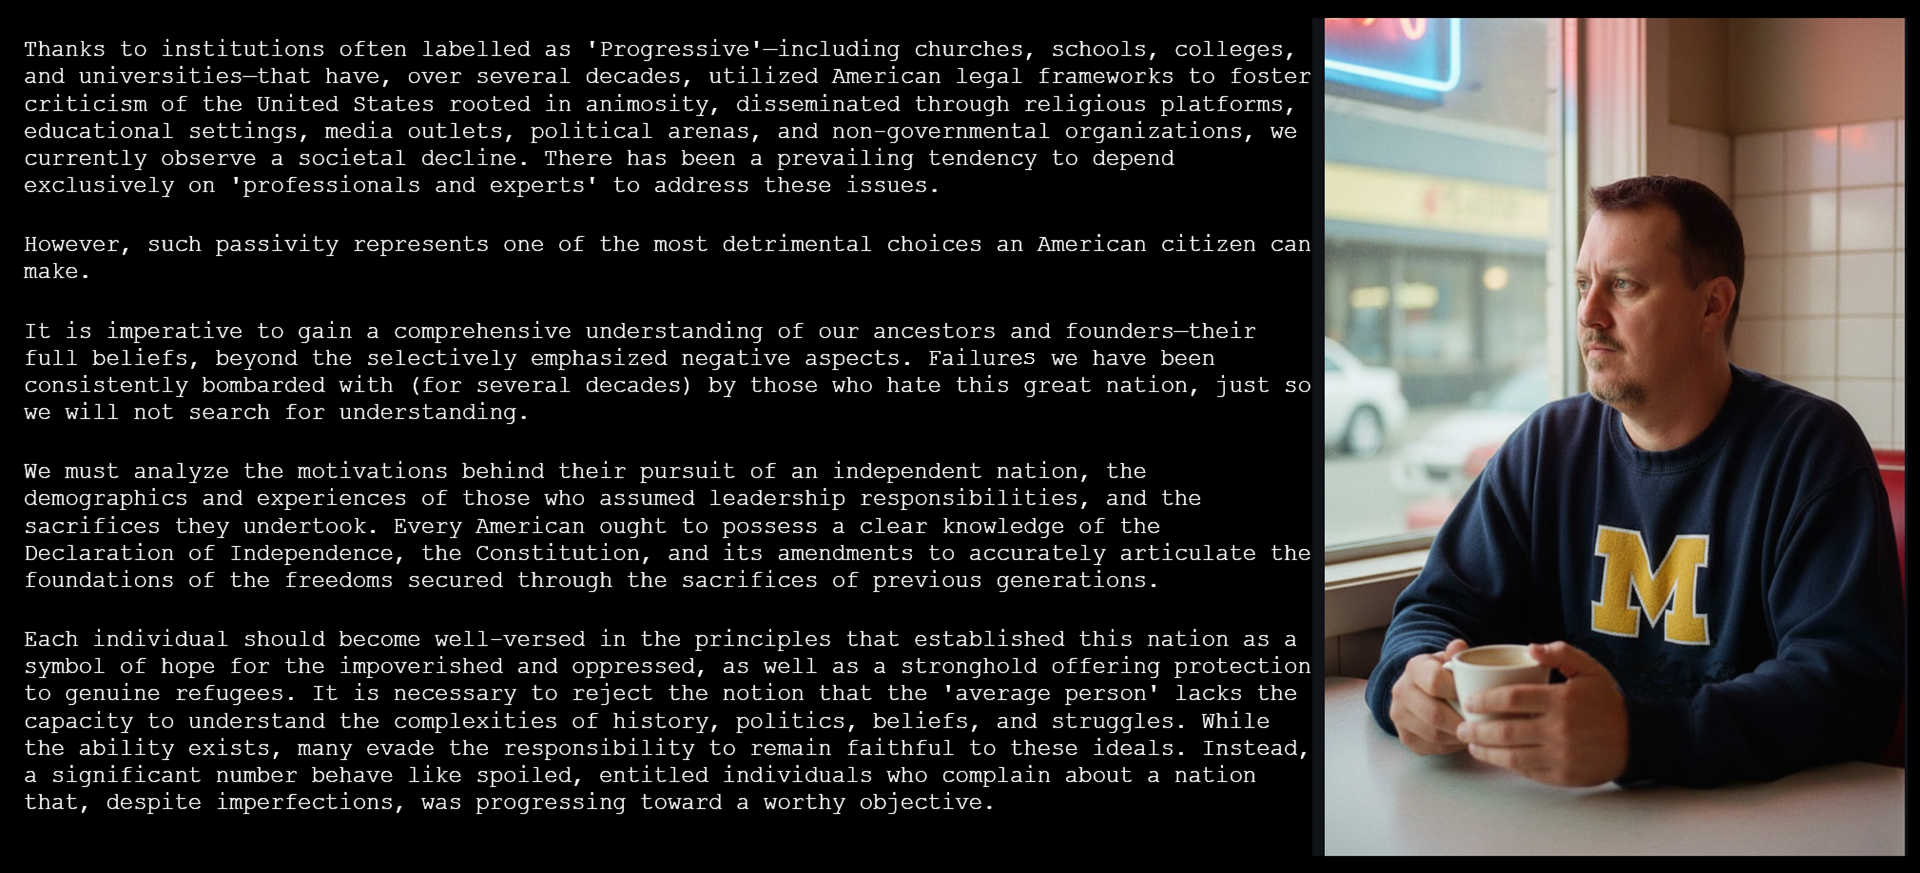 Thanks to institutions often labelled as 'Progressive'—including churches, schools, colleges,
and universities—that have, over several decades, utilized American legal frameworks to foster
criticism of the United States rooted in animosity, disseminated through religious platforms,
educational settings, media outlets, political arenas, and non-governmental organizations, we
currently observe a societal decline. There has been a prevailing tendency to depend
exclusively on 'professionals and experts' to address these issues.

However, such passivity represents one of the most detrimental choices an American citizen can
make.

It is imperative to gain a comprehensive understanding of our ancestors and founders—their
full beliefs, beyond the selectively emphasized negative aspects. Failures we have been
consistently bombarded with (for several decades) by those who hate this great nation, just so
we will not search for understanding.

We must analyze the motivations behind their pursuit of an independent nation, the
demographics and experiences of those who assumed leadership responsibilities, and the
sacrifices they undertook. Every American ought to possess a clear knowledge of the
Declaration of Independence, the Constitution, and its amendments to accurately articulate the
foundations of the freedoms secured through the sacrifices of previous generations.

Each individual should become well-versed in the principles that established this nation as a
symbol of hope for the impoverished and oppressed, as well as a stronghold offering protection
to genuine refugees. It is necessary to reject the notion that the 'average person' lacks the
capacity to understand the complexities of history, politics, beliefs, and struggles. While
the ability exists, many evade the responsibility to remain faithful to these ideals. Instead,
a significant number behave like spoiled, entitled individuals who complain about a nation
that, despite imperfections, was progressing toward a worthy objective.
M